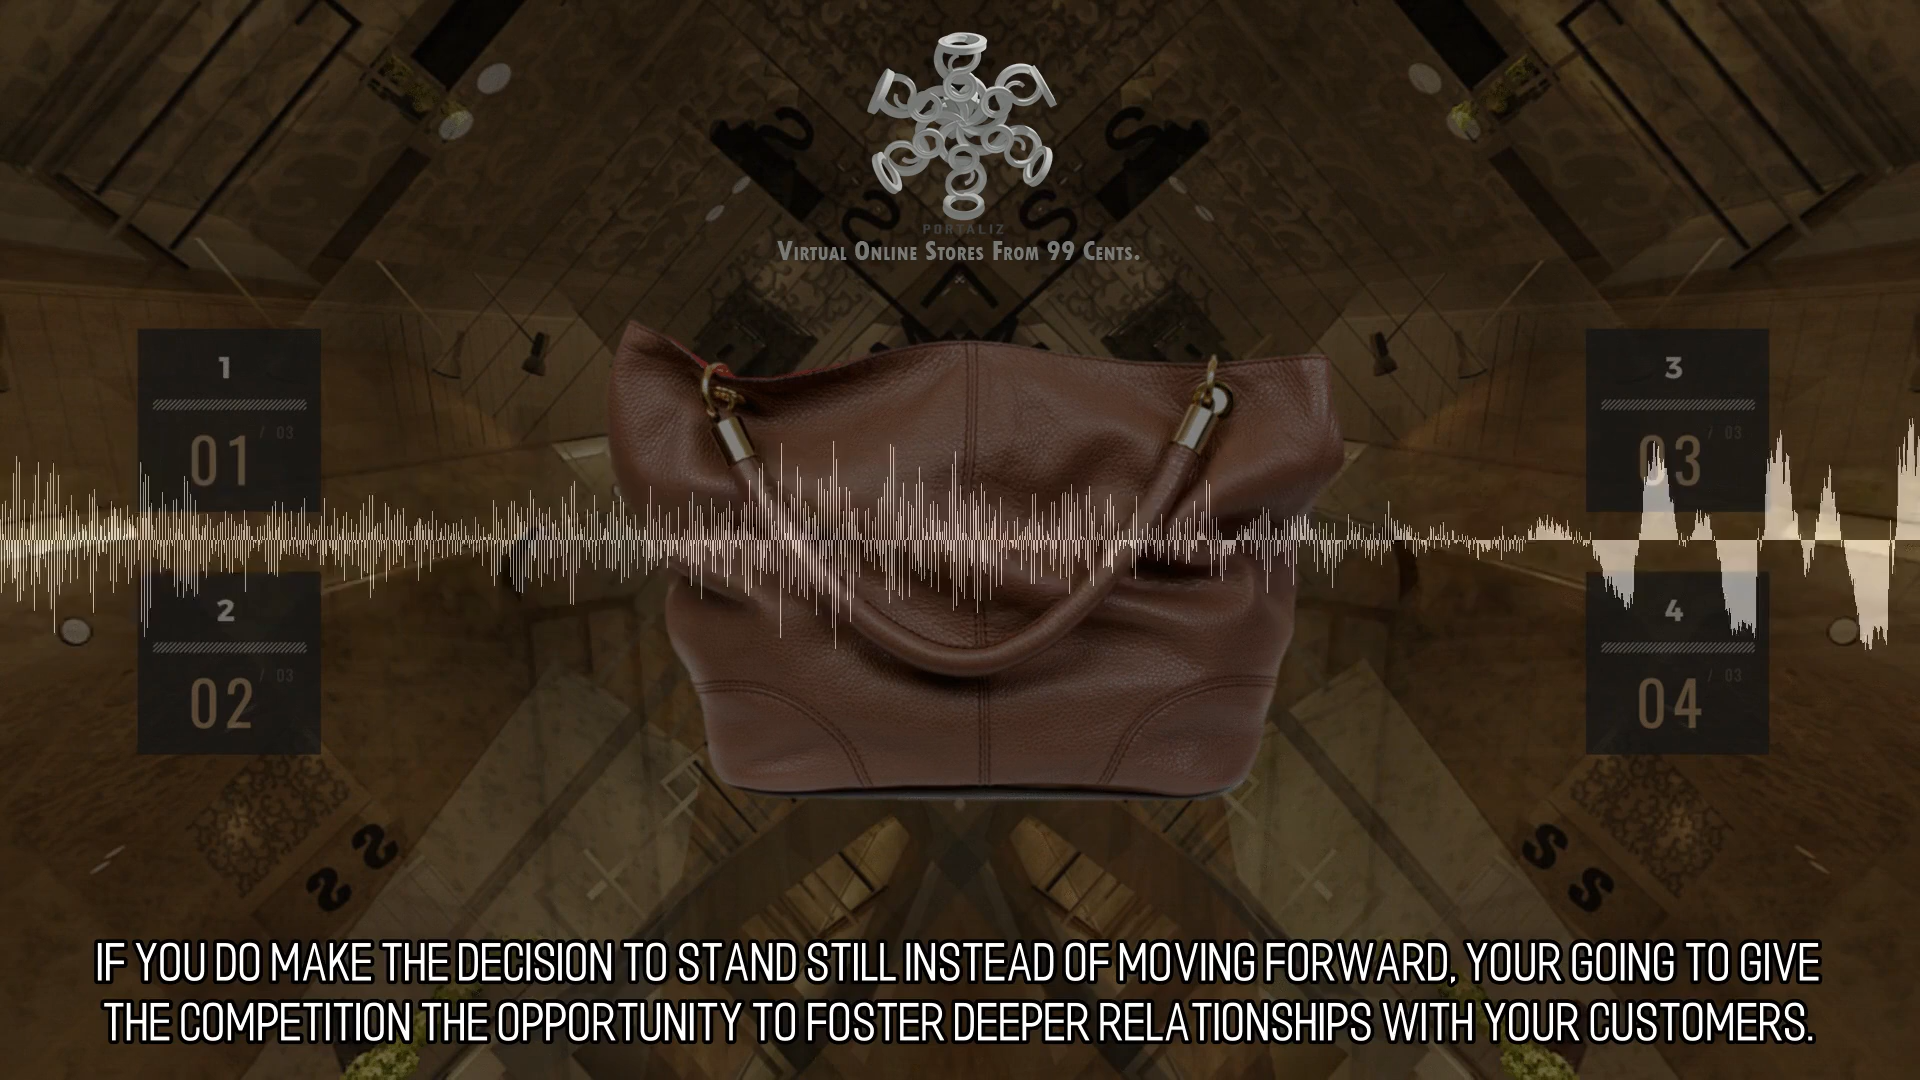 PORTALIZ
Virtual Online Stores From 99 Cents.
1
01 / 03
2
02 / 03
3
03 / 03
4
04 / 03
S S
S S
S S
S S
IF YOU DO MAKE THE DECISION TO STAND STILL INSTEAD OF MOVING FORWARD, YOUR GOING TO GIVE
THE COMPETITION THE OPPORTUNITY TO FOSTER DEEPER RELATIONSHIPS WITH YOUR CUSTOMERS.